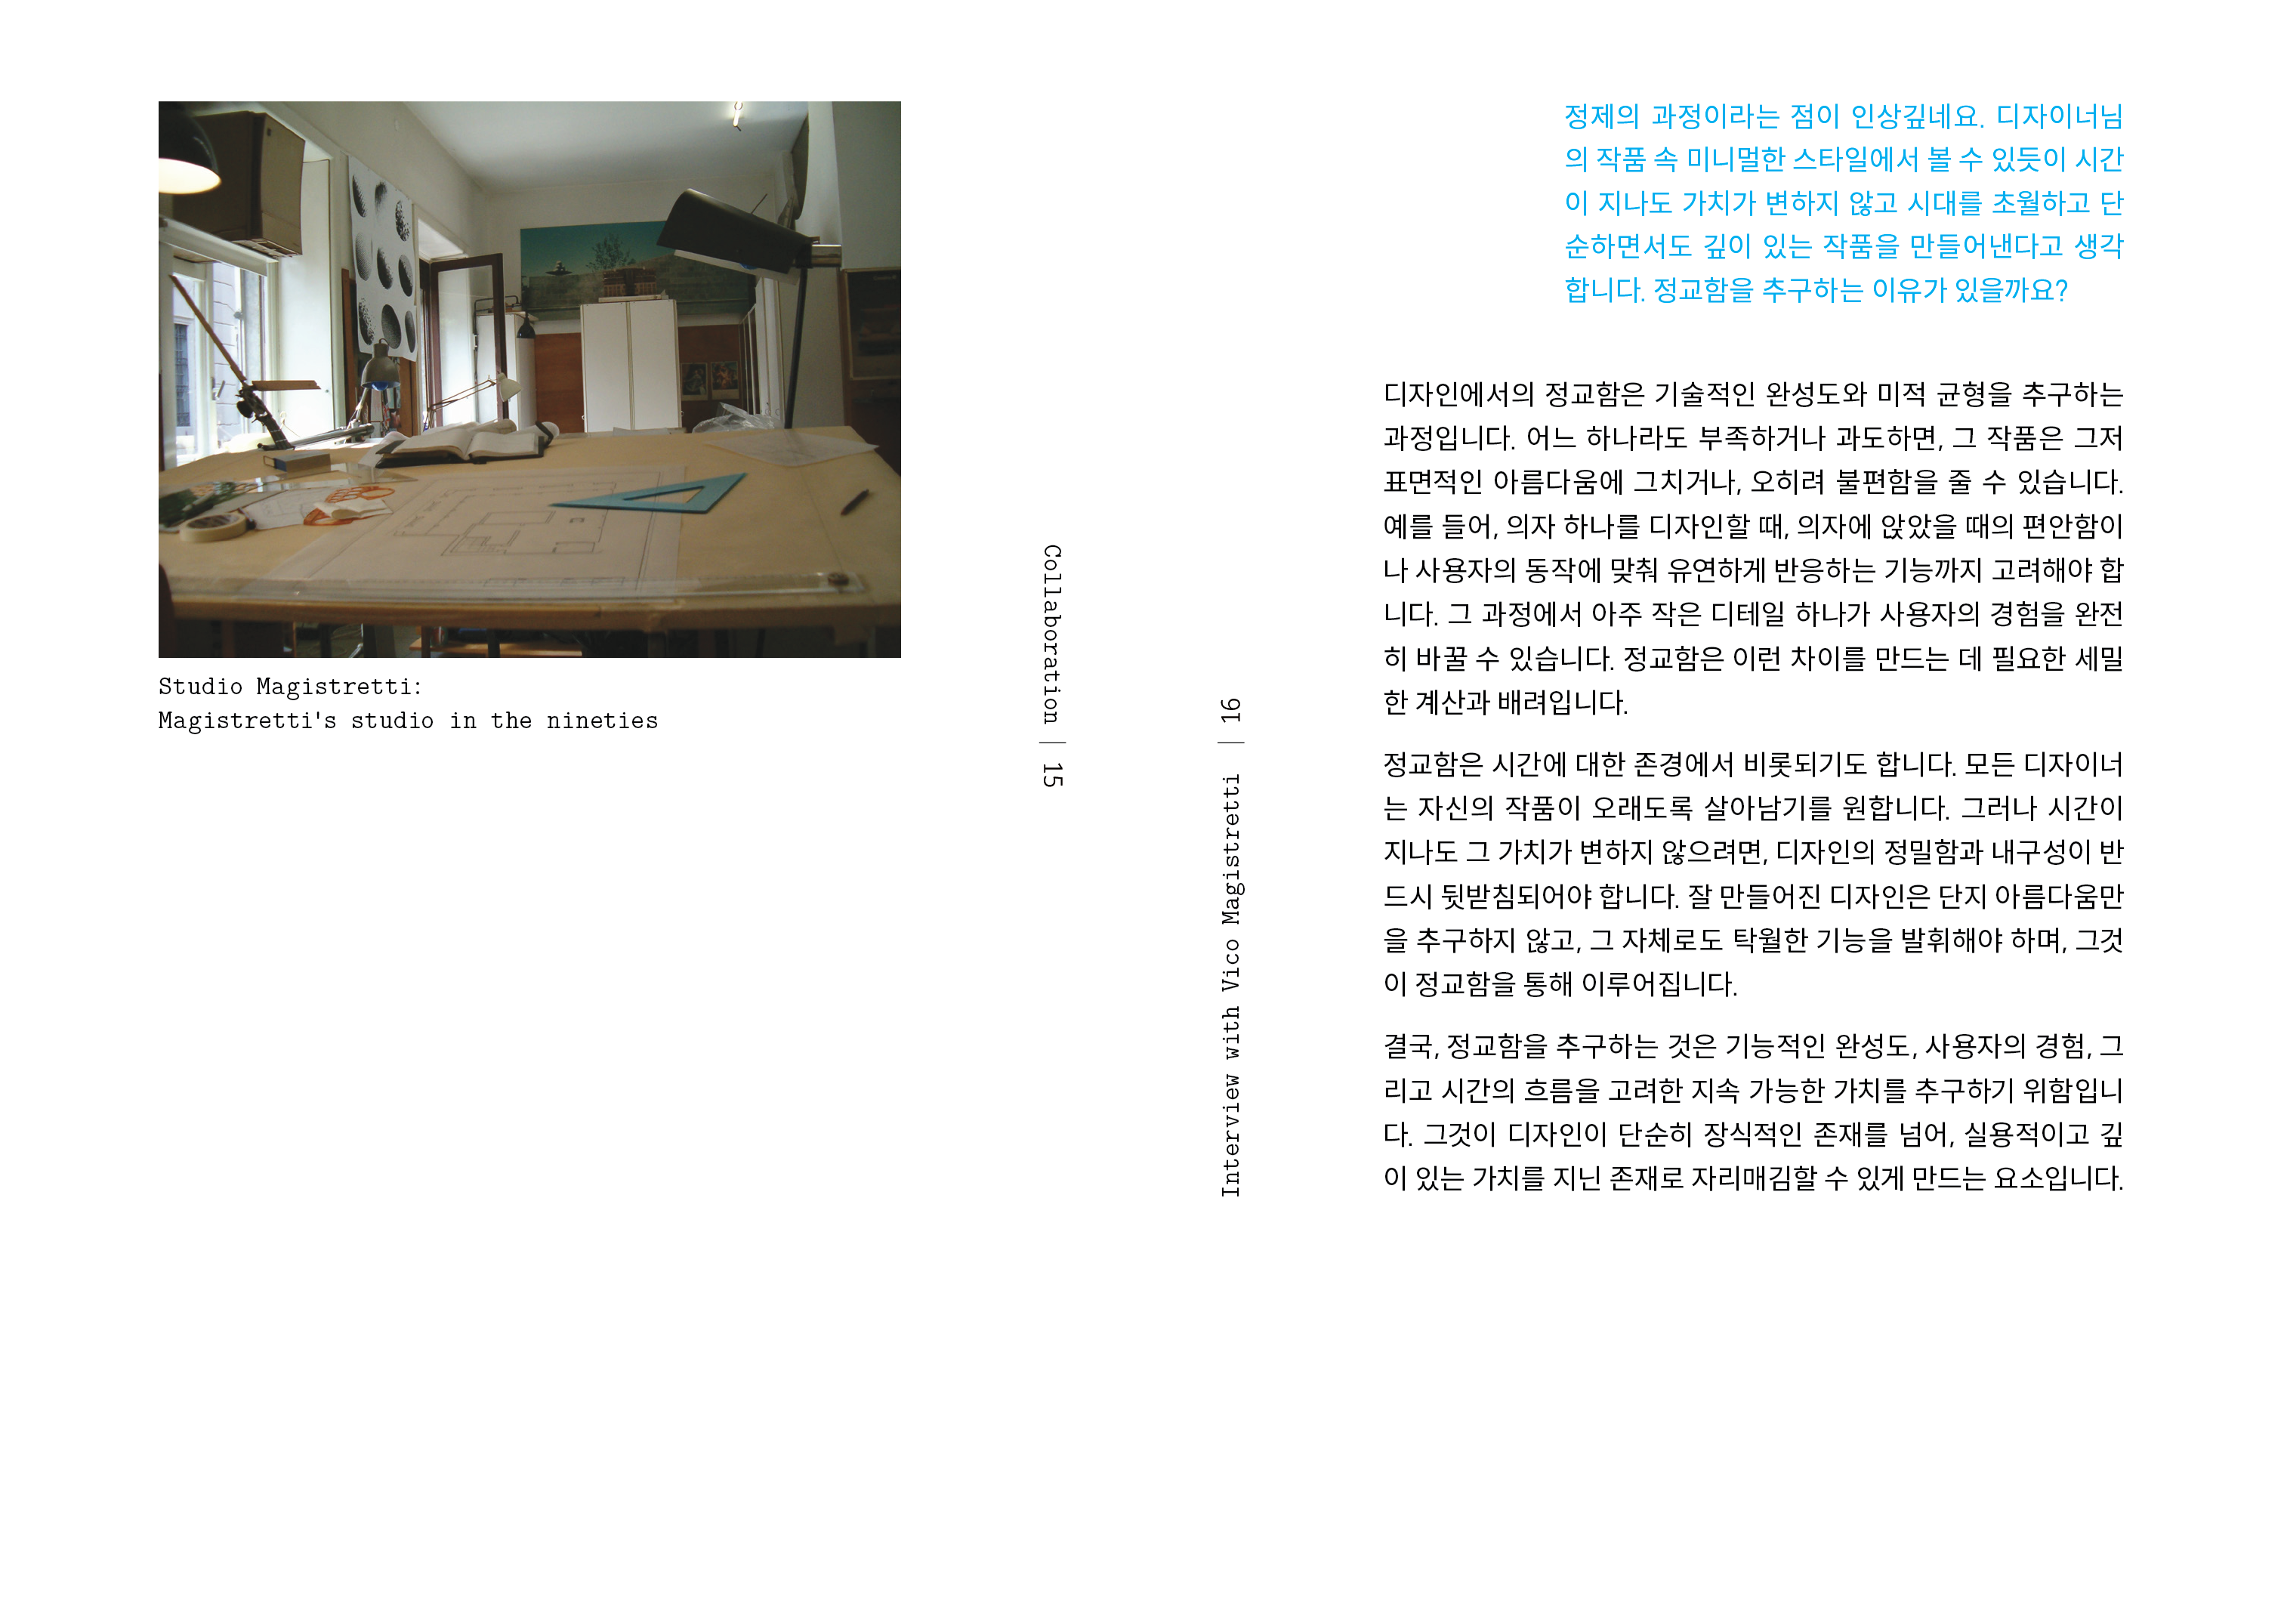 Studio Magistretti:
Magistretti's studio in the nineties
Collaboration | 15
Interview with Vico Magistretti | 16
정제의 과정이라는 점이 인상깊네요. 디자이너님
의 작품 속 미니멀한 스타일에서 볼 수 있듯이 시간
이 지나도 가치가 변하지 않고 시대를 초월하고 단
순하면서도 깊이 있는 작품을 만들어낸다고 생각
합니다. 정교함을 추구하는 이유가 있을까요?
디자인에서의 정교함은 기술적인 완성도와 미적 균형을 추구하는
과정입니다. 어느 하나라도 부족하거나 과도하면, 그 작품은 그저
표면적인 아름다움에 그치거나, 오히려 불편함을 줄 수 있습니다.
예를 들어, 의자 하나를 디자인할 때, 의자에 앉았을 때의 편안함이
나 사용자의 동작에 맞춰 유연하게 반응하는 기능까지 고려해야 합
니다. 그 과정에서 아주 작은 디테일 하나가 사용자의 경험을 완전
히 바꿀 수 있습니다. 정교함은 이런 차이를 만드는 데 필요한 세밀
한 계산과 배려입니다.
정교함은 시간에 대한 존경에서 비롯되기도 합니다. 모든 디자이너
는 자신의 작품이 오래도록 살아남기를 원합니다. 그러나 시간이
지나도 그 가치가 변하지 않으려면, 디자인의 정밀함과 내구성이 반
드시 뒷받침되어야 합니다. 잘 만들어진 디자인은 단지 아름다움만
을 추구하지 않고, 그 자체로도 탁월한 기능을 발휘해야 하며, 그것
이 정교함을 통해 이루어집니다.
결국, 정교함을 추구하는 것은 기능적인 완성도, 사용자의 경험, 그
리고 시간의 흐름을 고려한 지속 가능한 가치를 추구하기 위함입니
다. 그것이 디자인이 단순히 장식적인 존재를 넘어, 실용적이고 깊
이 있는 가치를 지닌 존재로 자리매김할 수 있게 만드는 요소입니다.